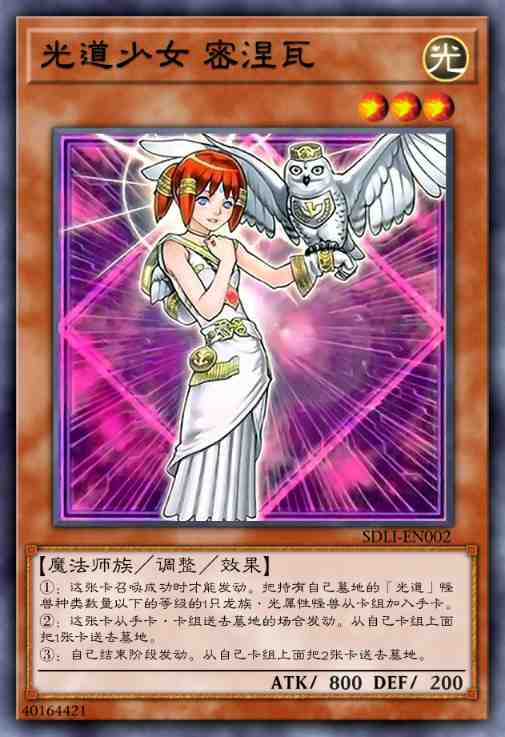 光道少女 密涅瓦
光
SDLI-EN002
【魔法师族／调整／效果】
①：这张卡召唤成功时才能发动。把持有自己墓地的「光道」怪
兽种类数量以下的等级的1只龙族·光属性怪兽从卡组加入手卡。
②：这张卡从手卡·卡组送去墓地的场合发动。从自己卡组上面
把1张卡送去墓地。
③：自己结束阶段发动。从自己卡组上面把2张卡送去墓地。
ATK/ 800 DEF/ 200
40164421